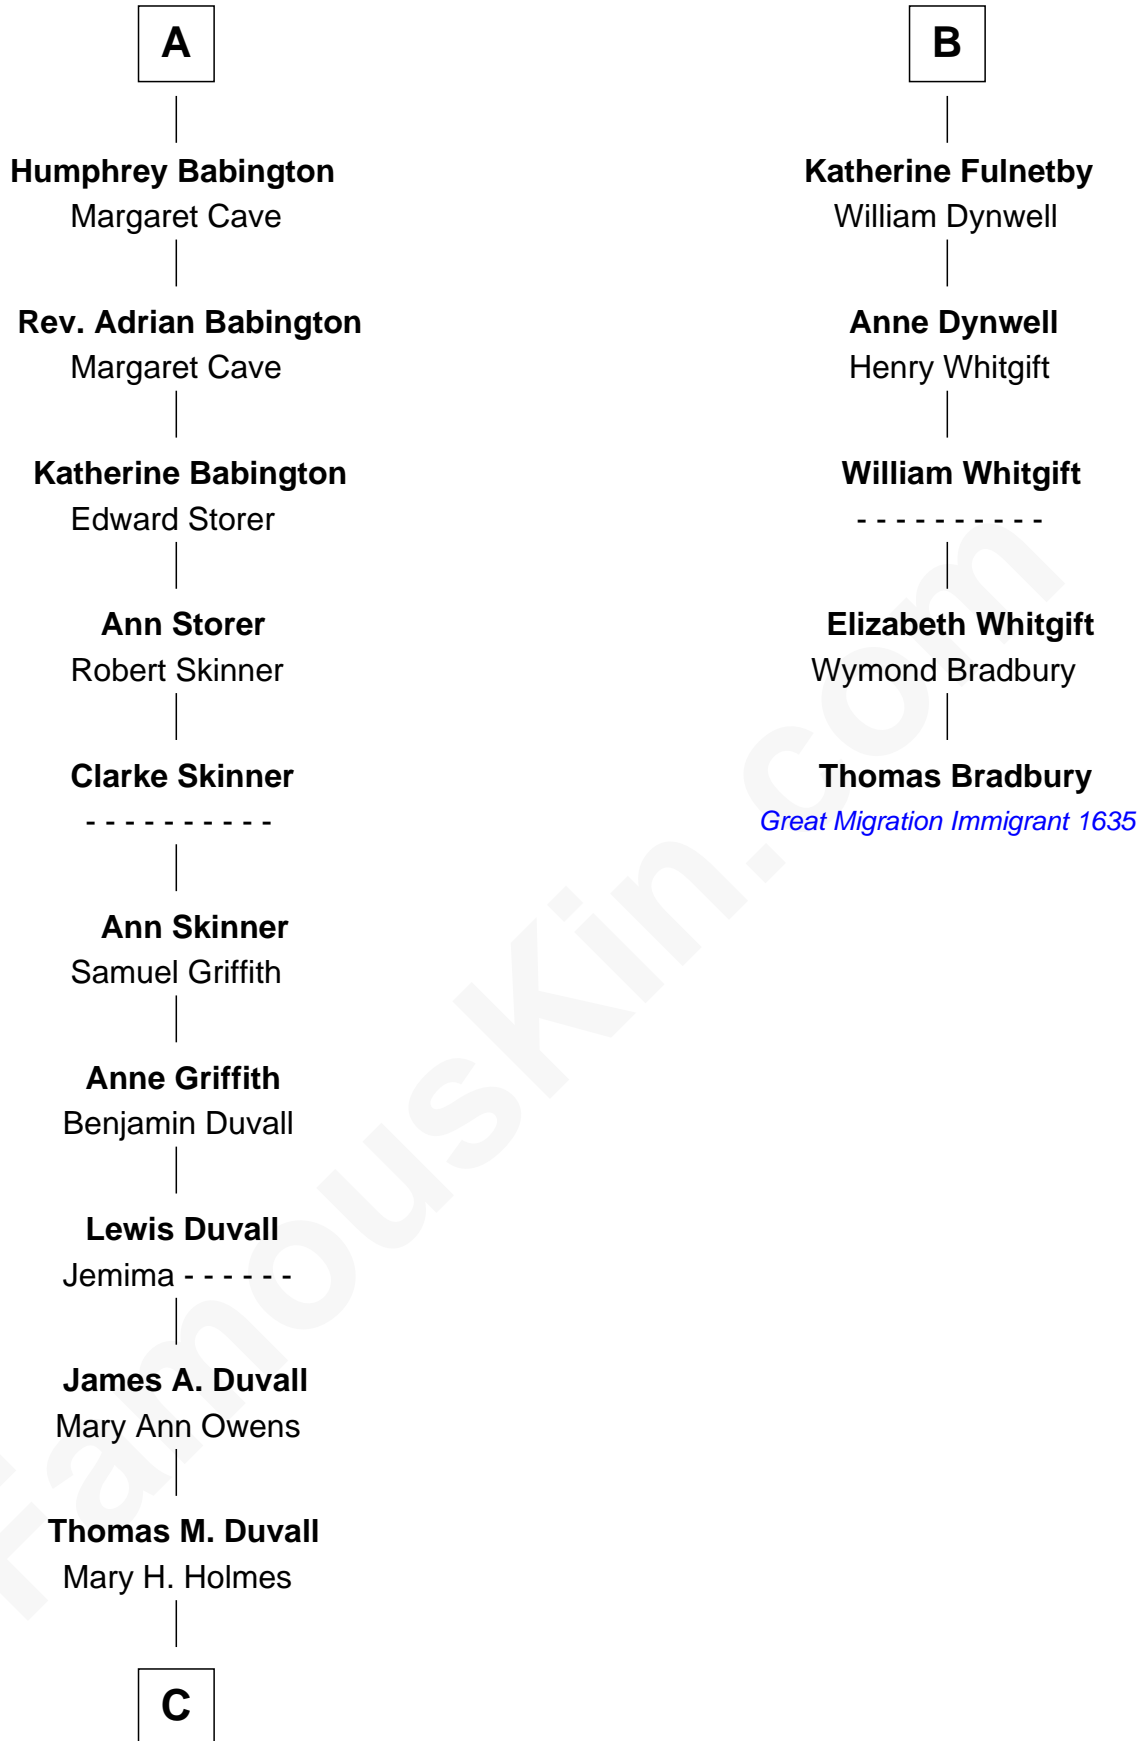 A
Humphrey Babington
Margaret Cave
Rev. Adrian Babington
Margaret Cave
Katherine Babington
Edward Storer
Ann Storer
Robert Skinner
Clarke Skinner
- - - - - - - - - -
Ann Skinner
Samuel Griffith
Anne Griffith
Benjamin Duvall
Lewis Duvall
Jemima - - - - - -
James A. Duvall
Mary Ann Owens
Thomas M. Duvall
Mary H. Holmes
C
B
Katherine Fulnetby
William Dynwell
Anne Dynwell
Henry Whitgift
William Whitgift
- - - - - - - - - -
Elizabeth Whitgift
Wymond Bradbury
Thomas Bradbury
Great Migration Immigrant 1635
FamousKin.com